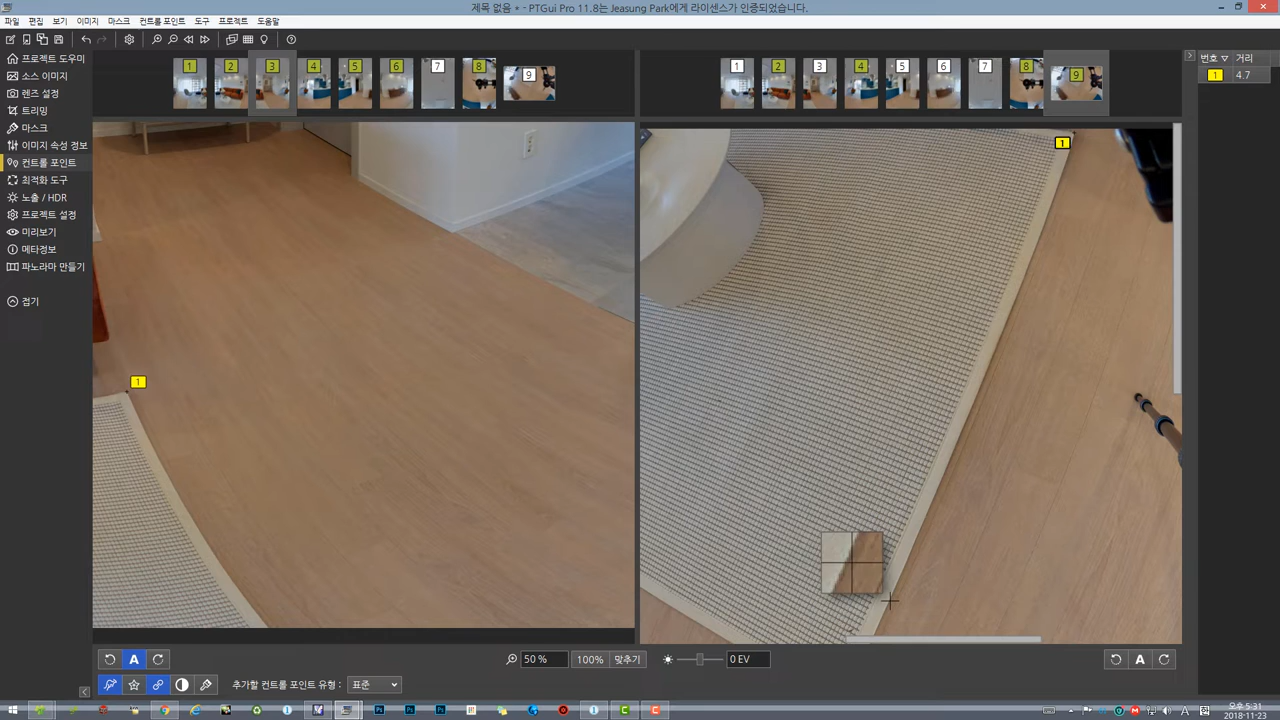 제목 없음 * - PTGui Pro 11.8는 Jeasung Park에게 라이센스가 인증되었습니다.
파일 편집 보기 이미지 마스크 컨트롤 포인트 도구 프로젝트 도움말
프로젝트 도우미
소스 이미지
렌즈 설정
트리밍
마스크
이미지 속성 정보
컨트롤 포인트
최적화 도구
노출 / HDR
프로젝트 설정
미리보기
메타정보
파노라마 만들기
접기
1 2 3 4 5 6 7 8 9
1 2 3 4 5 6 7 8 9
번호 거리
1 4.7
1
1
A
50 % 100% 맞추기
0 EV
A
추가할 컨트롤 포인트 유형 : 표준
A 한
오후 5:31
2018-11-23